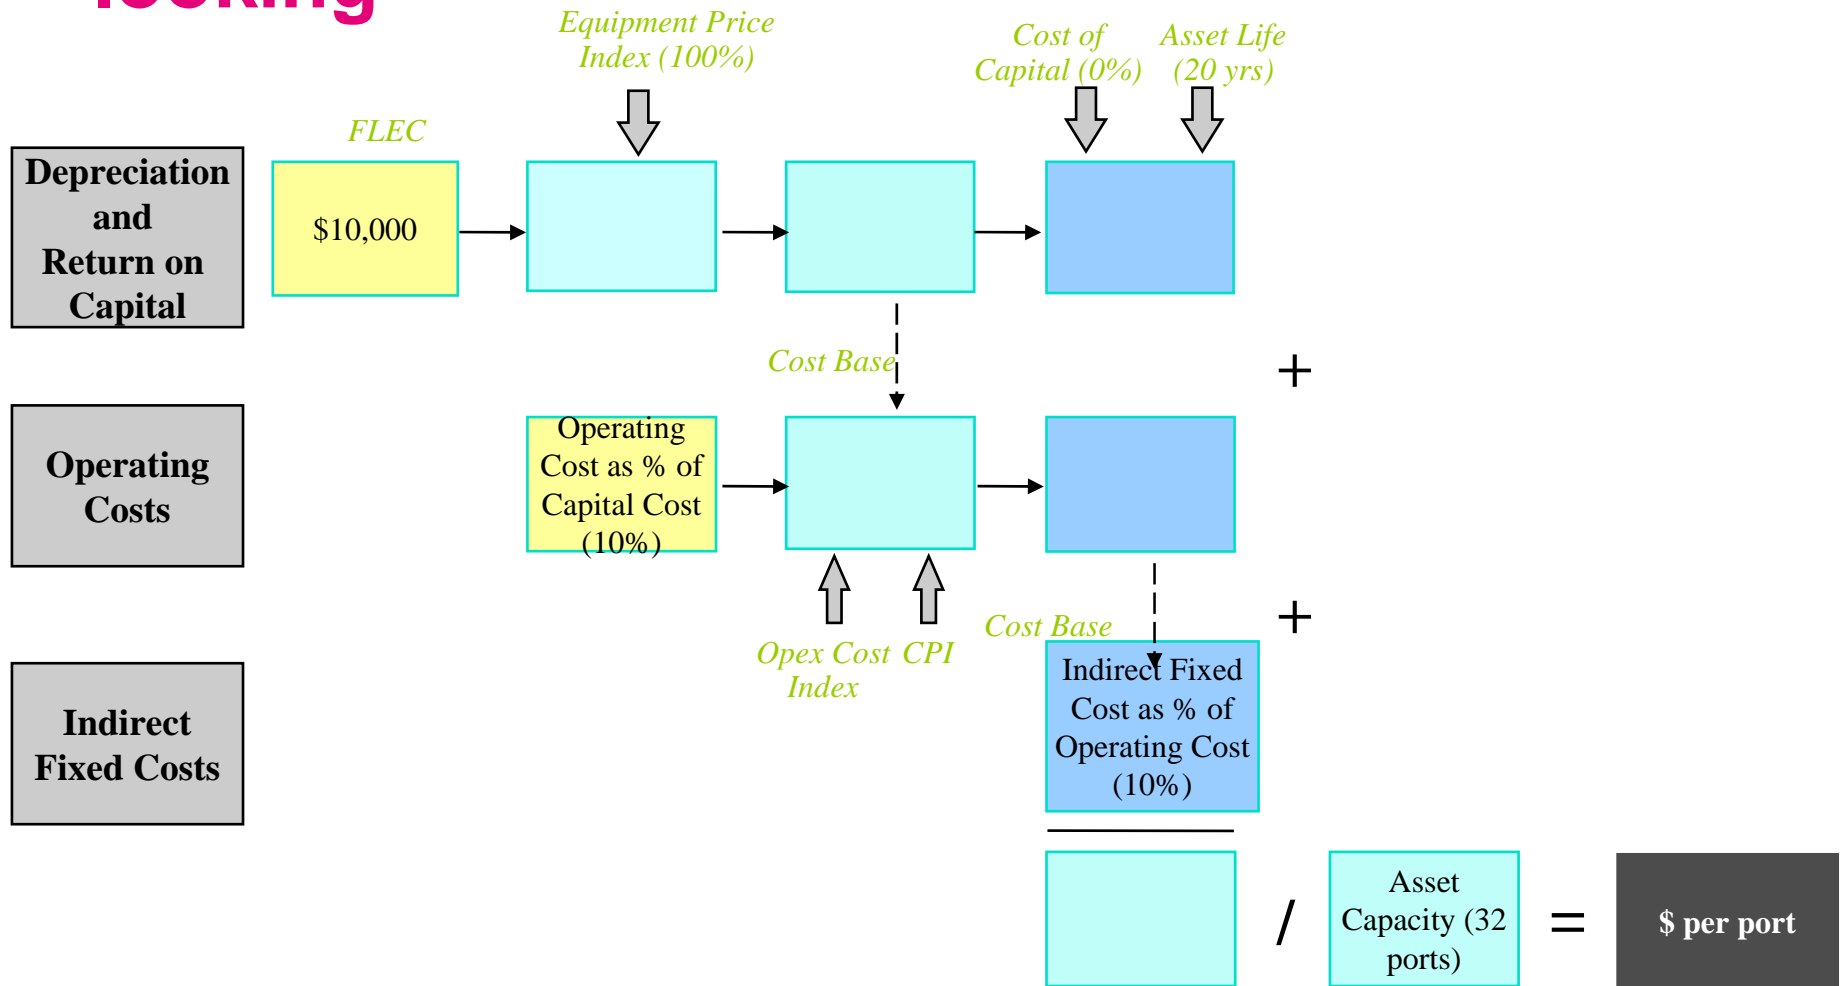 looking
Equipment Price
Index (100%)
Cost of
Capital (0%)
Asset Life
(20 yrs)
FLEC
Depreciation
and
Return on
Capital
$10,000
Cost Base
+
Operating
Costs
Operating
Cost as % of
Capital Cost
(10%)
Opex Cost
Index
CPI
Cost Base
+
Indirect
Fixed Costs
Indirect Fixed
Cost as % of
Operating Cost
(10%)
/
Asset
Capacity (32
ports)
=
$ per port